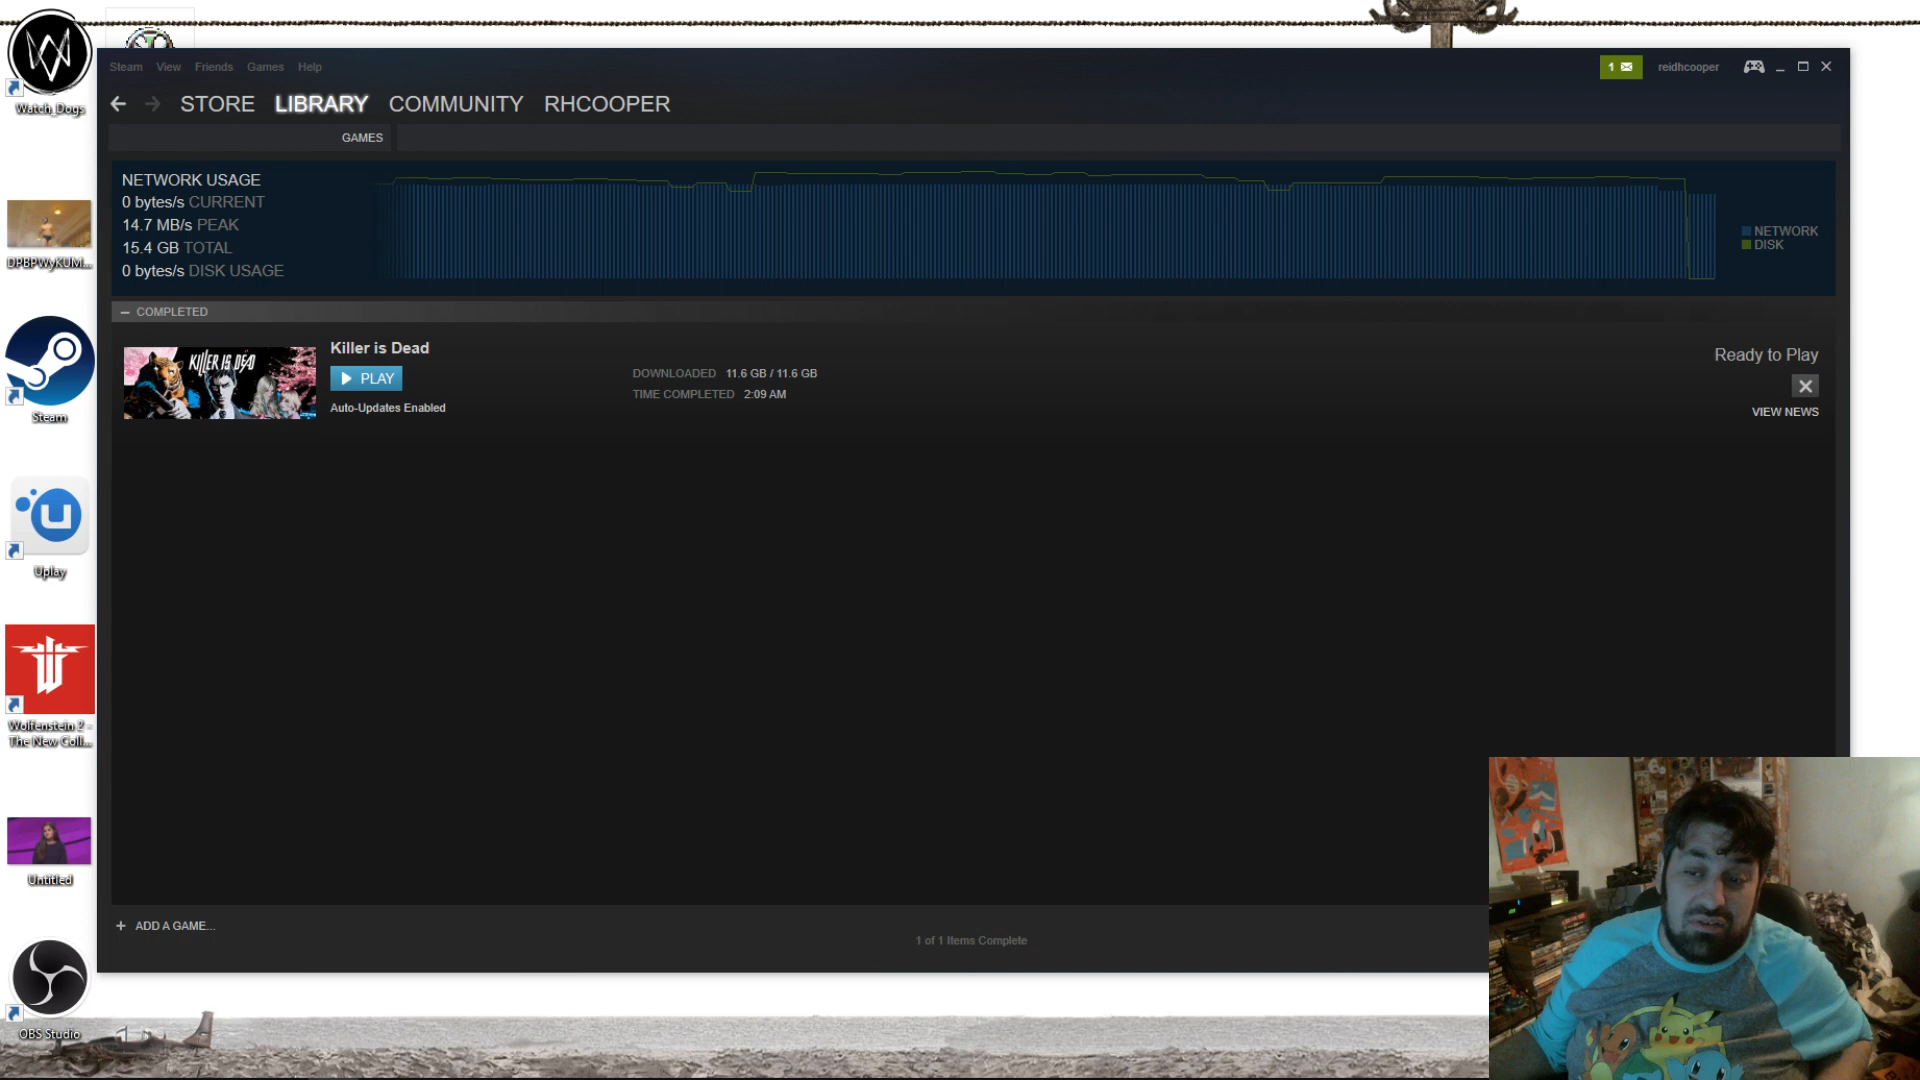 Steam View Friends Games Help
1 reidhcooper
STORE LIBRARY COMMUNITY RHCOOPER
GAMES
NETWORK USAGE
0 bytes/s CURRENT
14.7 MB/s PEAK
15.4 GB TOTAL
0 bytes/s DISK USAGE
NETWORK
DISK
COMPLETED
KILLER IS DEAD
Killer is Dead
PLAY
Auto-Updates Enabled
DOWNLOADED 11.6 GB / 11.6 GB
TIME COMPLETED 2:09 AM
Ready to Play
VIEW NEWS
+ ADD A GAME...
1 of 1 Items Complete
Watch_Dogs
DPBPWyKUM...
Steam
U
Uplay
Wolfenstein 2 -
The New Coll...
Untitled
OBS Studio